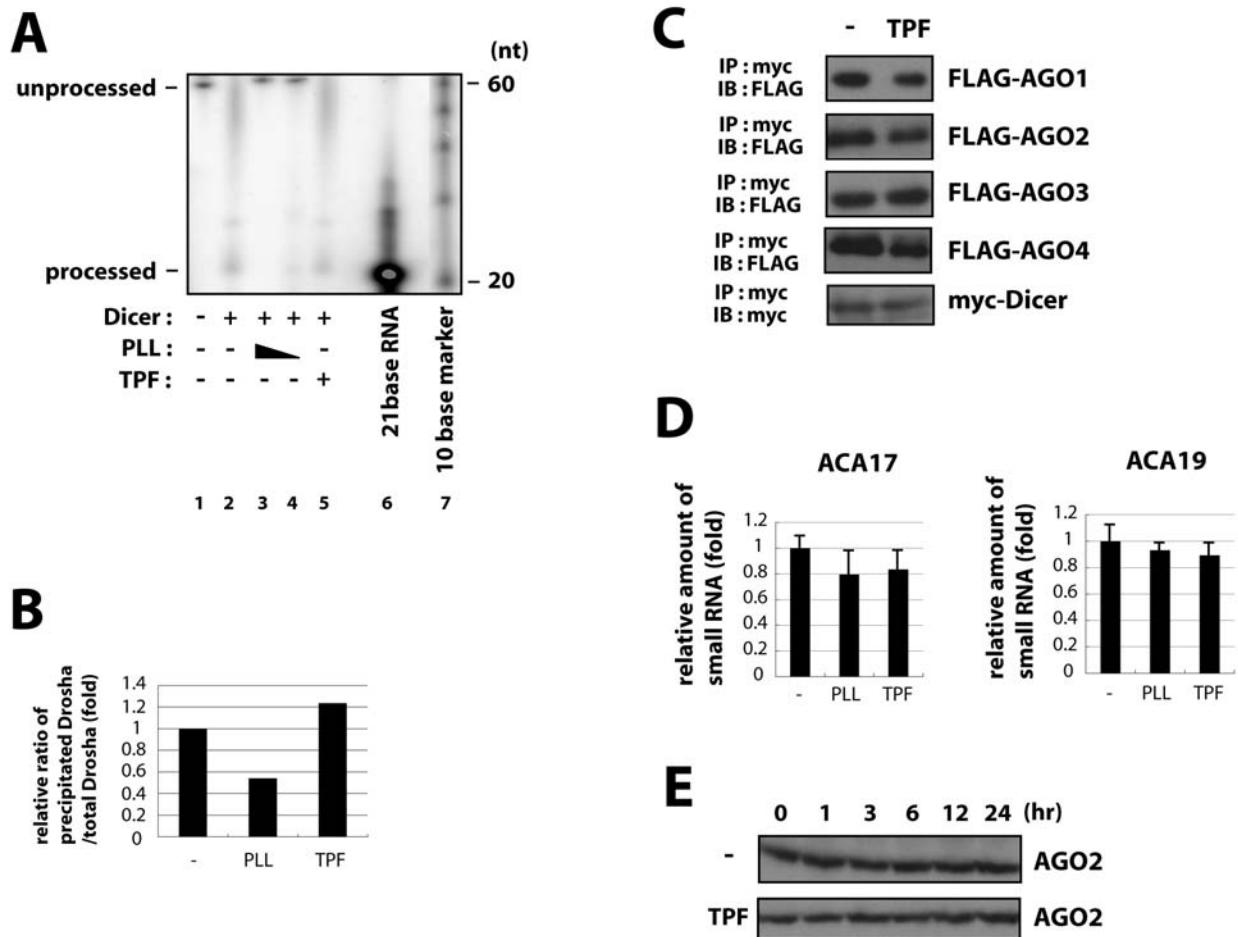 A
(nt)
unprocessed
60
processed
20
Dicer : - + + + +
PLL : - - -
TPF : - - - - +
21base RNA
10 base marker
1 2 3 4 5 6 7
B
relative ratio of
precipitated Drosha
/total Drosha (fold)
1.4
1.2
1
0.8
0.6
0.4
0.2
0
- PLL TPF
C
- TPF
IP : myc
IB : FLAG
FLAG-AGO1
IP : myc
IB : FLAG
FLAG-AGO2
IP : myc
IB : FLAG
FLAG-AGO3
IP : myc
IB : FLAG
FLAG-AGO4
IP : myc
IB : myc
myc-Dicer
D
ACA17
relative amount of
small RNA (fold)
1.2
1
0.8
0.6
0.4
0.2
0
- PLL TPF
ACA19
relative amount of
small RNA (fold)
1.2
1
0.8
0.6
0.4
0.2
0
- PLL TPF
E
0 1 3 6 12 24 (hr)
- AGO2
TPF AGO2